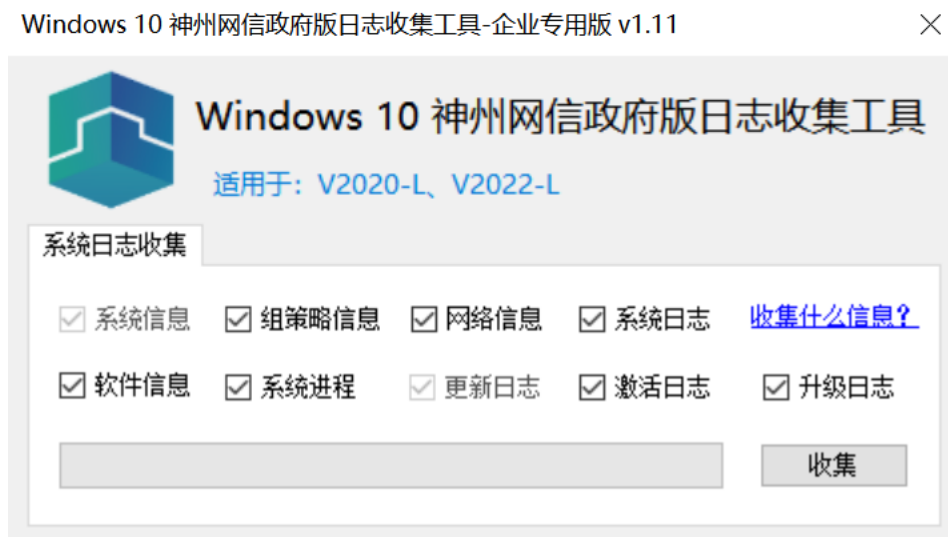 Windows 10 神州网信政府版日志收集工具-企业专用版 v1.11
Windows 10 神州网信政府版日志收集工具
适用于：V2020-L、V2022-L
系统日志收集
系统信息 组策略信息 网络信息 系统日志 收集什么信息？
软件信息 系统进程 更新日志 激活日志 升级日志
收集